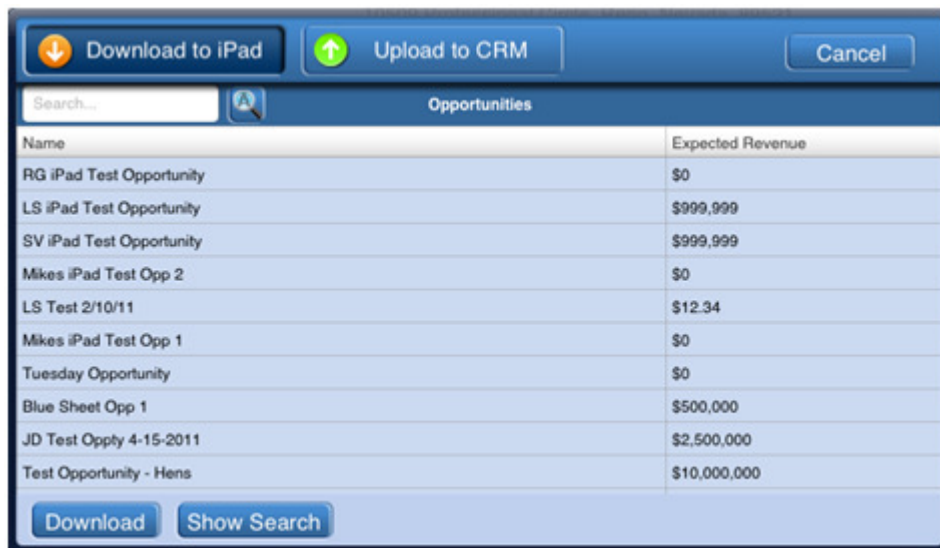 Download to iPad Upload to CRM Cancel
Search... Opportunities
Name Expected Revenue
RG iPad Test Opportunity $0
LS iPad Test Opportunity $999,999
SV iPad Test Opportunity $999,999
Mikes iPad Test Opp 2 $0
LS Test 2/10/11 $12.34
Mikes iPad Test Opp 1 $0
Tuesday Opportunity $0
Blue Sheet Opp 1 $500,000
JD Test Oppty 4-15-2011 $2,500,000
Test Opportunity - Hens $10,000,000
Download Show Search